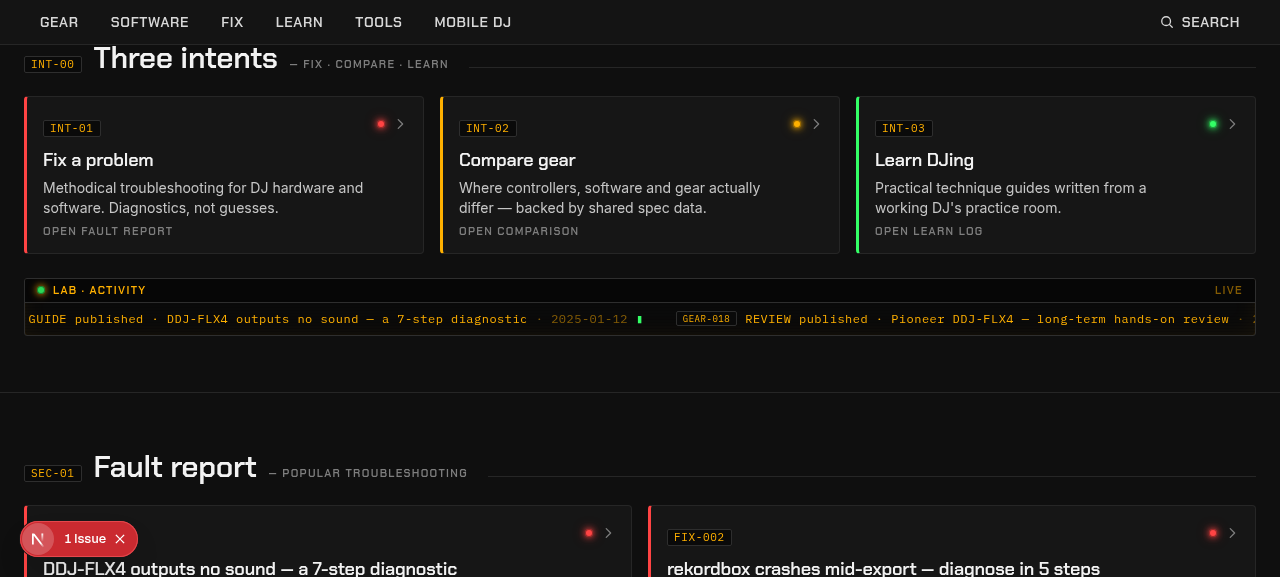 GEAR SOFTWARE FIX LEARN TOOLS MOBILE DJ SEARCH
INT-00 Three intents — FIX · COMPARE · LEARN
INT-01
Fix a problem
Methodical troubleshooting for DJ hardware and
software. Diagnostics, not guesses.
OPEN FAULT REPORT
INT-02
Compare gear
Where controllers, software and gear actually
differ — backed by shared spec data.
OPEN COMPARISON
INT-03
Learn DJing
Practical technique guides written from a
working DJ's practice room.
OPEN LEARN LOG
LAB · ACTIVITY LIVE
GUIDE published · DDJ-FLX4 outputs no sound — a 7-step diagnostic · 2025-01-12 GEAR-018 REVIEW published · Pioneer DDJ-FLX4 — long-term hands-on review ·
SEC-01 Fault report — POPULAR TROUBLESHOOTING
N 1 Issue
DDJ-FLX4 outputs no sound — a 7-step diagnostic
FIX-002
rekordbox crashes mid-export — diagnose in 5 steps